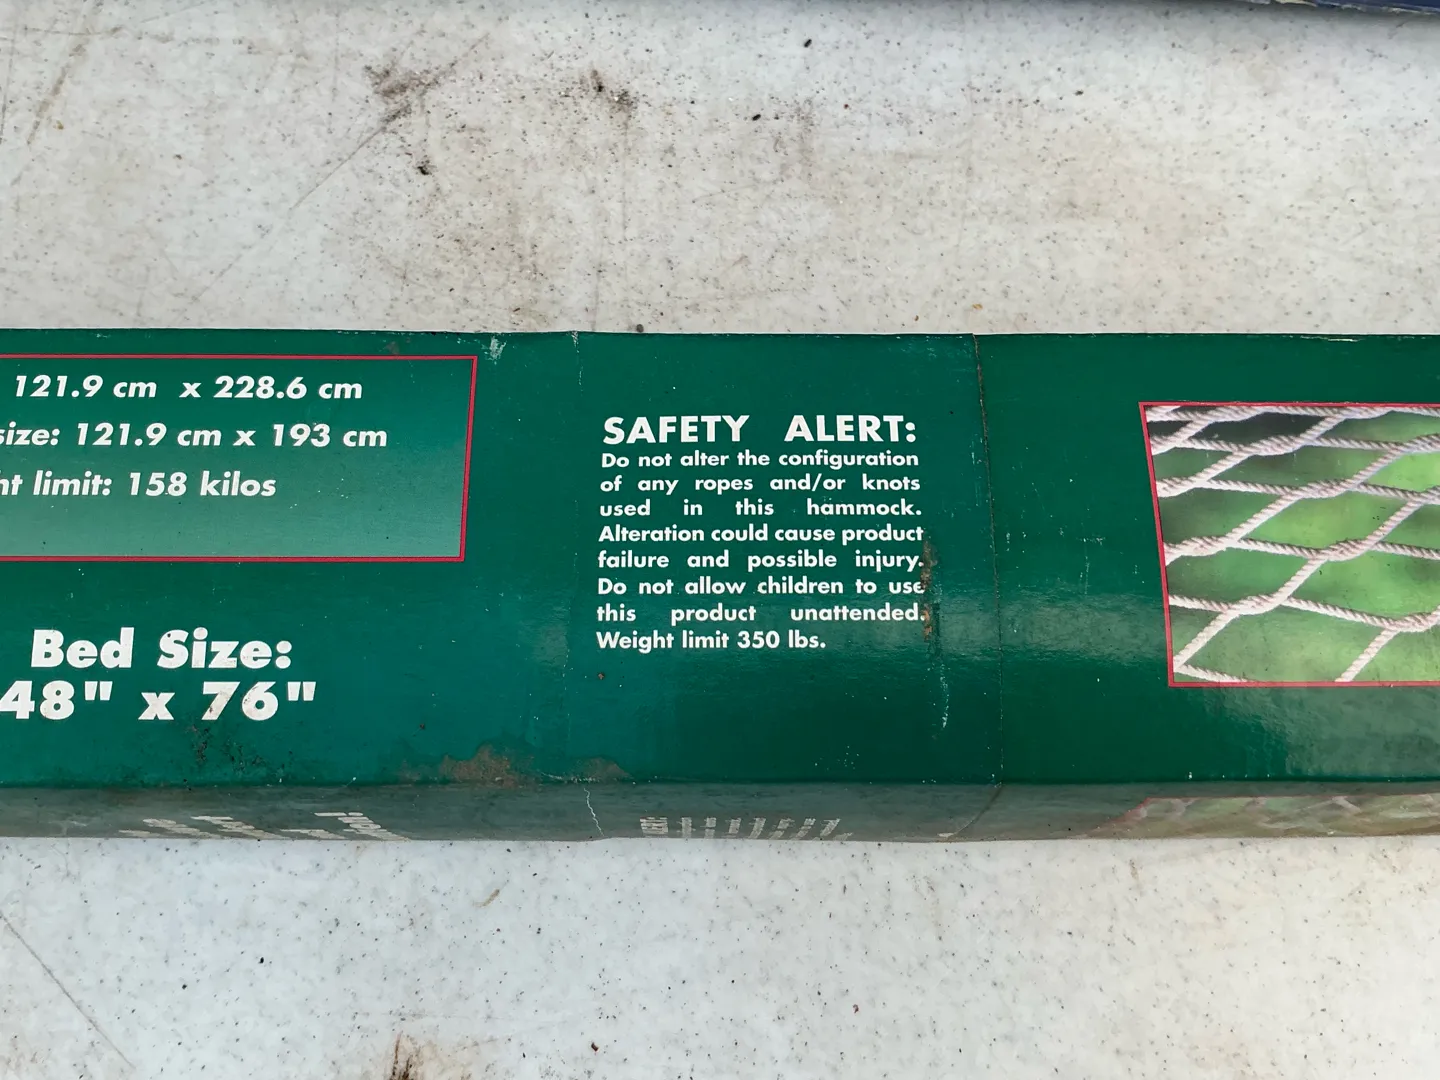 121.9 cm x 228.6 cm
size: 121.9 cm x 193 cm
ht limit: 158 kilos
Bed Size:
48" x 76"
SAFETY ALERT:
Do not alter the configuration
of any ropes and/or knots
used in this hammock.
Alteration could cause product
failure and possible injury.
Do not allow children to use
this product unattended.
Weight limit 350 lbs.